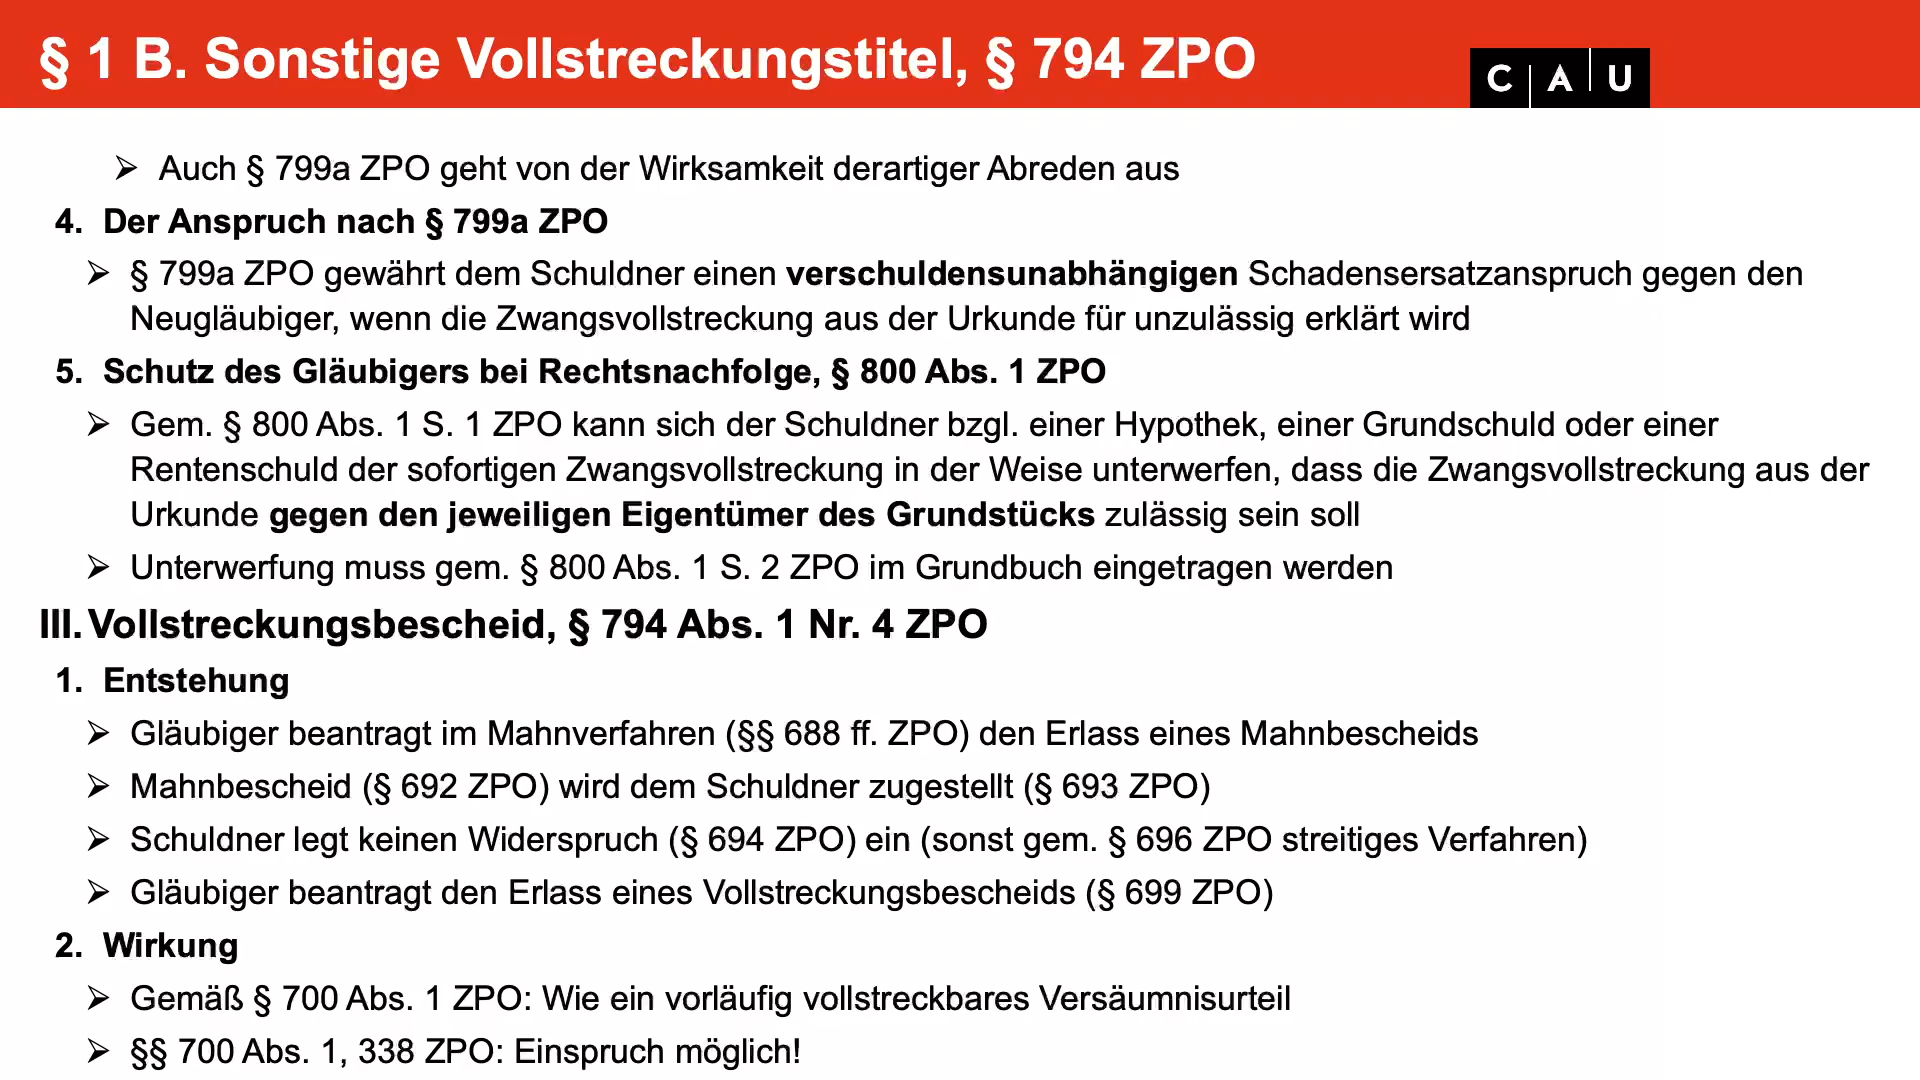 § 1 B. Sonstige Vollstreckungstitel, § 794 ZPO
C A U
➢ Auch § 799a ZPO geht von der Wirksamkeit derartiger Abreden aus
4. Der Anspruch nach § 799a ZPO
➢ § 799a ZPO gewährt dem Schuldner einen verschuldensunabhängigen Schadensersatzanspruch gegen den
Neugläubiger, wenn die Zwangsvollstreckung aus der Urkunde für unzulässig erklärt wird
5. Schutz des Gläubigers bei Rechtsnachfolge, § 800 Abs. 1 ZPO
➢ Gem. § 800 Abs. 1 S. 1 ZPO kann sich der Schuldner bzgl. einer Hypothek, einer Grundschuld oder einer
Rentenschuld der sofortigen Zwangsvollstreckung in der Weise unterwerfen, dass die Zwangsvollstreckung aus der
Urkunde gegen den jeweiligen Eigentümer des Grundstücks zulässig sein soll
➢ Unterwerfung muss gem. § 800 Abs. 1 S. 2 ZPO im Grundbuch eingetragen werden
III. Vollstreckungsbescheid, § 794 Abs. 1 Nr. 4 ZPO
1. Entstehung
➢ Gläubiger beantragt im Mahnverfahren (§§ 688 ff. ZPO) den Erlass eines Mahnbescheids
➢ Mahnbescheid (§ 692 ZPO) wird dem Schuldner zugestellt (§ 693 ZPO)
➢ Schuldner legt keinen Widerspruch (§ 694 ZPO) ein (sonst gem. § 696 ZPO streitiges Verfahren)
➢ Gläubiger beantragt den Erlass eines Vollstreckungsbescheids (§ 699 ZPO)
2. Wirkung
➢ Gemäß § 700 Abs. 1 ZPO: Wie ein vorläufig vollstreckbares Versäumnisurteil
➢ §§ 700 Abs. 1, 338 ZPO: Einspruch möglich!